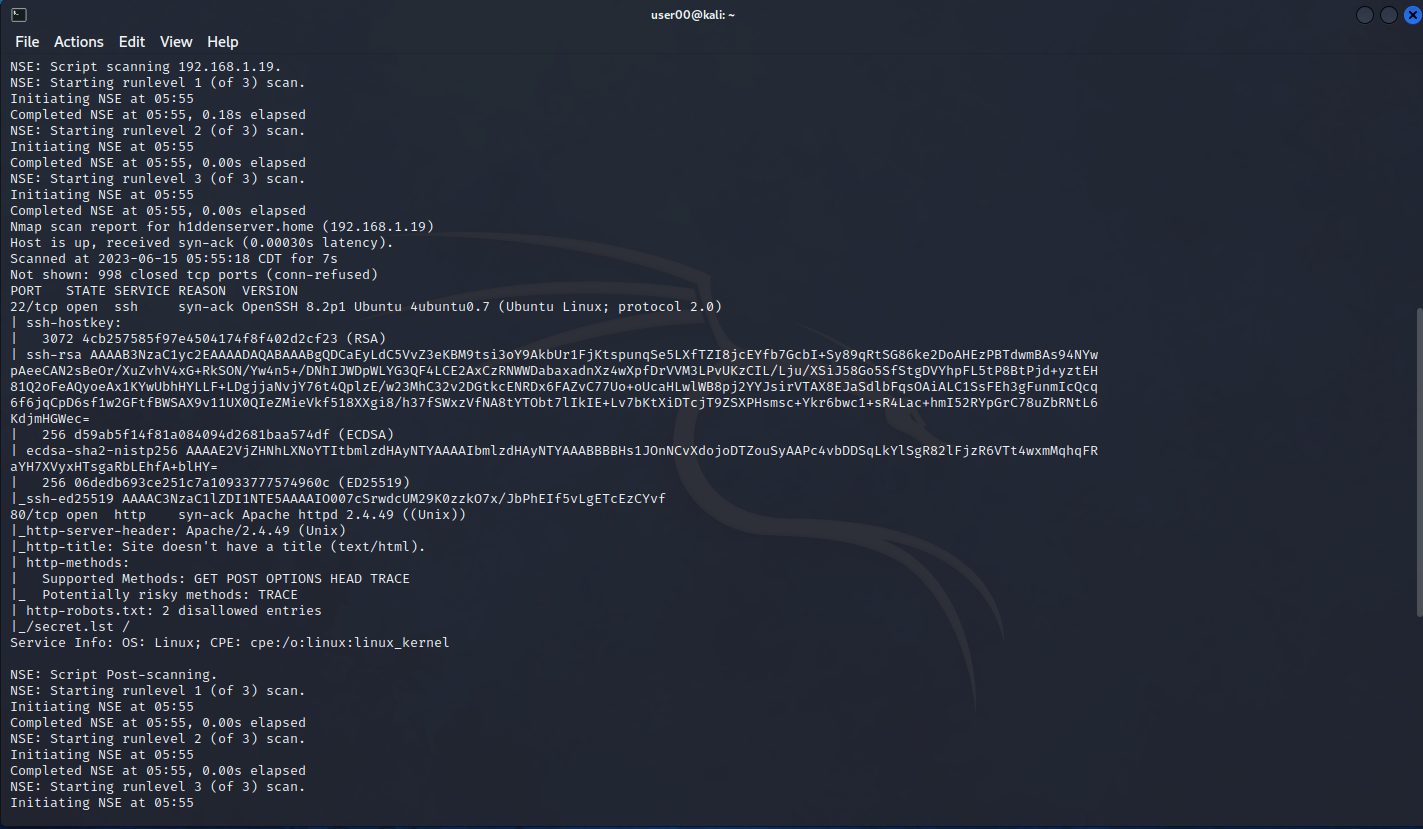 user00@kali: ~
File Actions Edit View Help
NSE: Script scanning 192.168.1.19.
NSE: Starting runlevel 1 (of 3) scan.
Initiating NSE at 05:55
Completed NSE at 05:55, 0.18s elapsed
NSE: Starting runlevel 2 (of 3) scan.
Initiating NSE at 05:55
Completed NSE at 05:55, 0.00s elapsed
NSE: Starting runlevel 3 (of 3) scan.
Initiating NSE at 05:55
Completed NSE at 05:55, 0.00s elapsed
Nmap scan report for h1ddenserver.home (192.168.1.19)
Host is up, received syn-ack (0.00030s latency).
Scanned at 2023-06-15 05:55:18 CDT for 7s
Not shown: 998 closed tcp ports (conn-refused)
PORT   STATE SERVICE REASON  VERSION
22/tcp open  ssh     syn-ack OpenSSH 8.2p1 Ubuntu 4ubuntu0.7 (Ubuntu Linux; protocol 2.0)
| ssh-hostkey:
|   3072 4cb257585f97e4504174f8f402d2cf23 (RSA)
| ssh-rsa AAAAB3NzaC1yc2EAAAADAQABAAABgQDCaEyLdC5VvZ3eKBM9tsi3oY9AkbUr1FjKtspunqSe5LXfTZI8jcEYfb7GcbI+Sy89qRtSG86ke2DoAHEzPBTdwmBAs94NYw
pAeeCAN2sBeOr/XuZvhV4xG+RkSON/Yw4n5+/DNhIJWDpWLYG3QF4LCE2AxCzRNWWDabaxadnXz4wXpfDrVVM3LPvUKzCIL/Lju/XSiJ58Go5SfStgDVYhpFL5tP8BtPjd+yztEH
81Q2oFeAQyoeAx1KYwUbhHYLLF+LDgjjaNvjY76t4QplzE/w23MhC32v2DGtkcENRDx6FAZvC77Uo+oUcaHLwlWB8pj2YYJsirVTAX8EJaSdlbFqsOAiALC1SsFEh3gFunmIcQcq
6f6jqCpD6sf1w2GFtfBWSAX9v11UX0QIeZMieVkf518XXgi8/h37fSWxzVfNA8tYTObt7lIkIE+Lv7bKtXiDTcjT9ZSXPHsmsc+Ykr6bwc1+sR4Lac+hmI52RYpGrC78uZbRNtL6
KdjmHGWec=
|   256 d59ab5f14f81a084094d2681baa574df (ECDSA)
| ecdsa-sha2-nistp256 AAAAE2VjZHNhLXNoYTItbmlzdHAyNTYAAAAIbmlzdHAyNTYAAABBBBHs1JOnNCvXdojoDTZouSyAAPc4vbDDSqLkYlSgR82lFjzR6VTt4wxmMqhqFR
aYH7XVyxHTsgaRbLEhfA+blHY=
|   256 06dedb693ce251c7a10933777574960c (ED25519)
|_ssh-ed25519 AAAAC3NzaC1lZDI1NTE5AAAAIO007cSrwdcUM29K0zzkO7x/JbPhEIf5vLgETcEzCYvf
80/tcp open  http    syn-ack Apache httpd 2.4.49 ((Unix))
|_http-server-header: Apache/2.4.49 (Unix)
|_http-title: Site doesn't have a title (text/html).
| http-methods:
|   Supported Methods: GET POST OPTIONS HEAD TRACE
|_  Potentially risky methods: TRACE
| http-robots.txt: 2 disallowed entries
|_/secret.lst /
Service Info: OS: Linux; CPE: cpe:/o:linux:linux_kernel
NSE: Script Post-scanning.
NSE: Starting runlevel 1 (of 3) scan.
Initiating NSE at 05:55
Completed NSE at 05:55, 0.00s elapsed
NSE: Starting runlevel 2 (of 3) scan.
Initiating NSE at 05:55
Completed NSE at 05:55, 0.00s elapsed
NSE: Starting runlevel 3 (of 3) scan.
Initiating NSE at 05:55